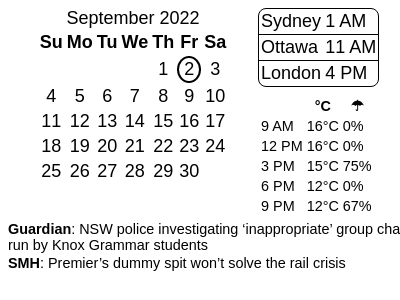 September 2022
Su Mo Tu We Th Fr Sa
1 2 3
4 5 6 7 8 9 10
11 12 13 14 15 16 17
18 19 20 21 22 23 24
25 26 27 28 29 30
Sydney 1 AM
Ottawa 11 AM
London 4 PM
°C ☂
9 AM 16°C 0%
12 PM 16°C 0%
3 PM 15°C 75%
6 PM 12°C 0%
9 PM 12°C 67%
Guardian: NSW police investigating ‘inappropriate’ group cha
run by Knox Grammar students
SMH: Premier’s dummy spit won’t solve the rail crisis